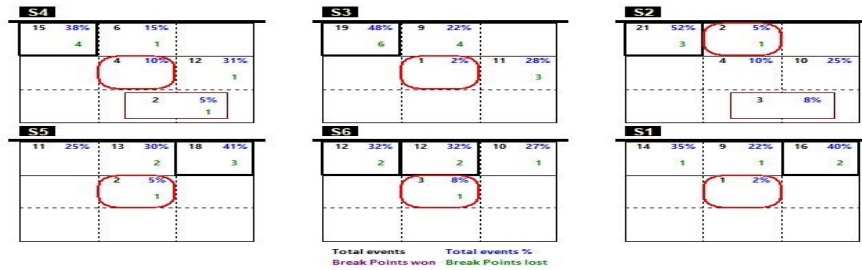 S4 S3 S2
15 38% 6 15% 19 48% 9 22% 21 52% 2 5%
4 1 6 4 3 1
4 10% 12 31% 1 2% 11 28% 4 10% 10 25%
1 3
2 5% 3 8%
1
S5 S6 S1
11 25% 13 30% 18 41% 12 32% 12 32% 10 27% 14 35% 9 22% 16 40%
2 3 2 2 1 1 1 2
2 5% 3 8% 1 2%
1 1
Total events Total events %
Break Points won Break Points lost